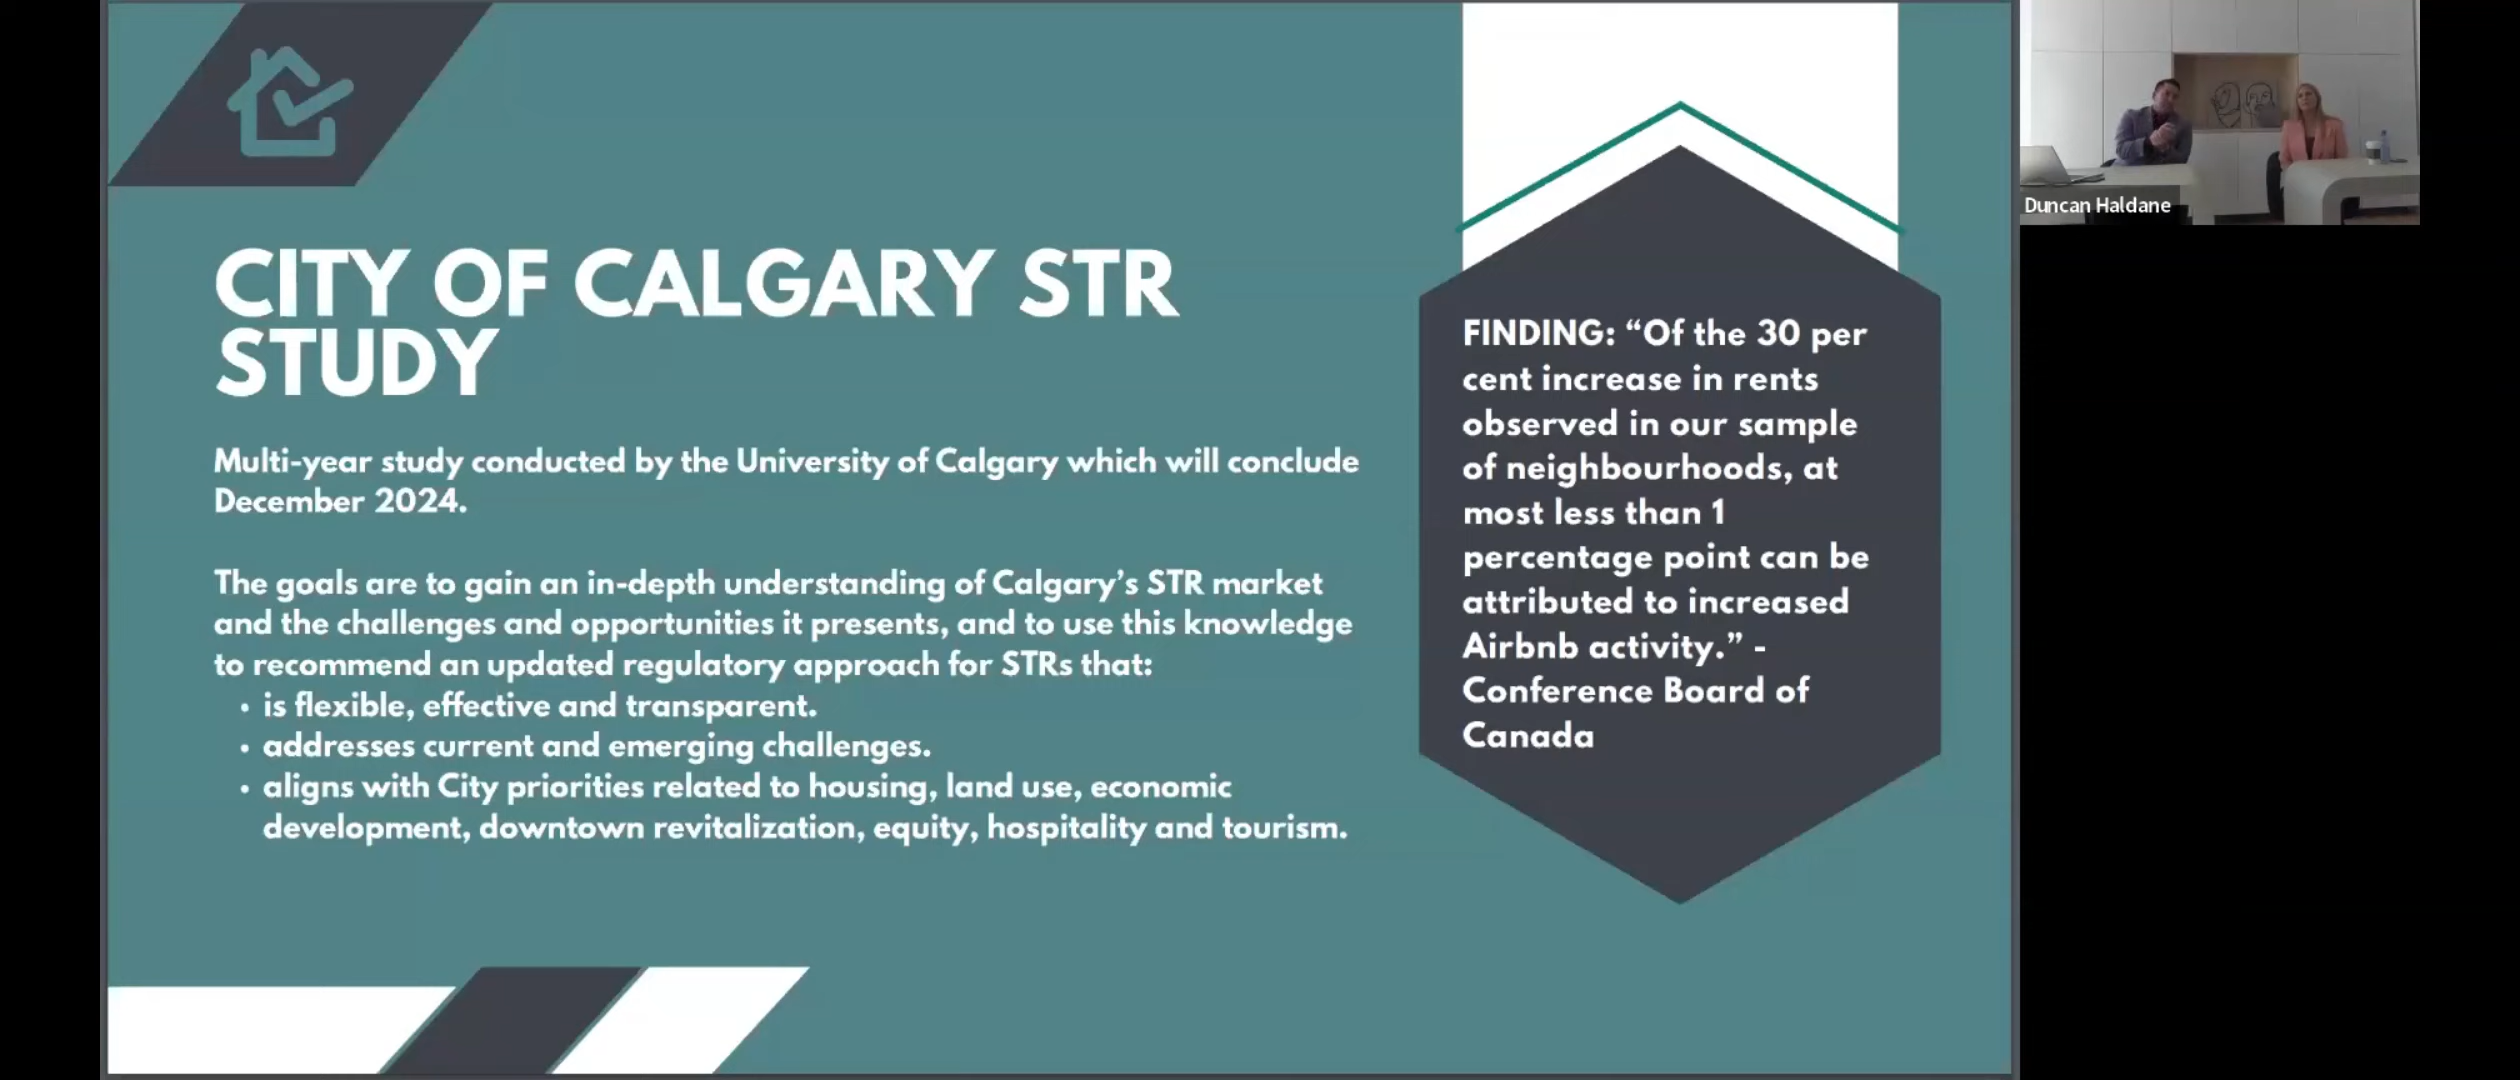 CITY OF CALGARY STR
STUDY
Multi-year study conducted by the University of Calgary which will conclude
December 2024.
The goals are to gain an in-depth understanding of Calgary’s STR market
and the challenges and opportunities it presents, and to use this knowledge
to recommend an updated regulatory approach for STRs that:
• is flexible, effective and transparent.
• addresses current and emerging challenges.
• aligns with City priorities related to housing, land use, economic
development, downtown revitalization, equity, hospitality and tourism.
FINDING: “Of the 30 per
cent increase in rents
observed in our sample
of neighbourhoods, at
most less than 1
percentage point can be
attributed to increased
Airbnb activity.” -
Conference Board of
Canada
Duncan Haldane